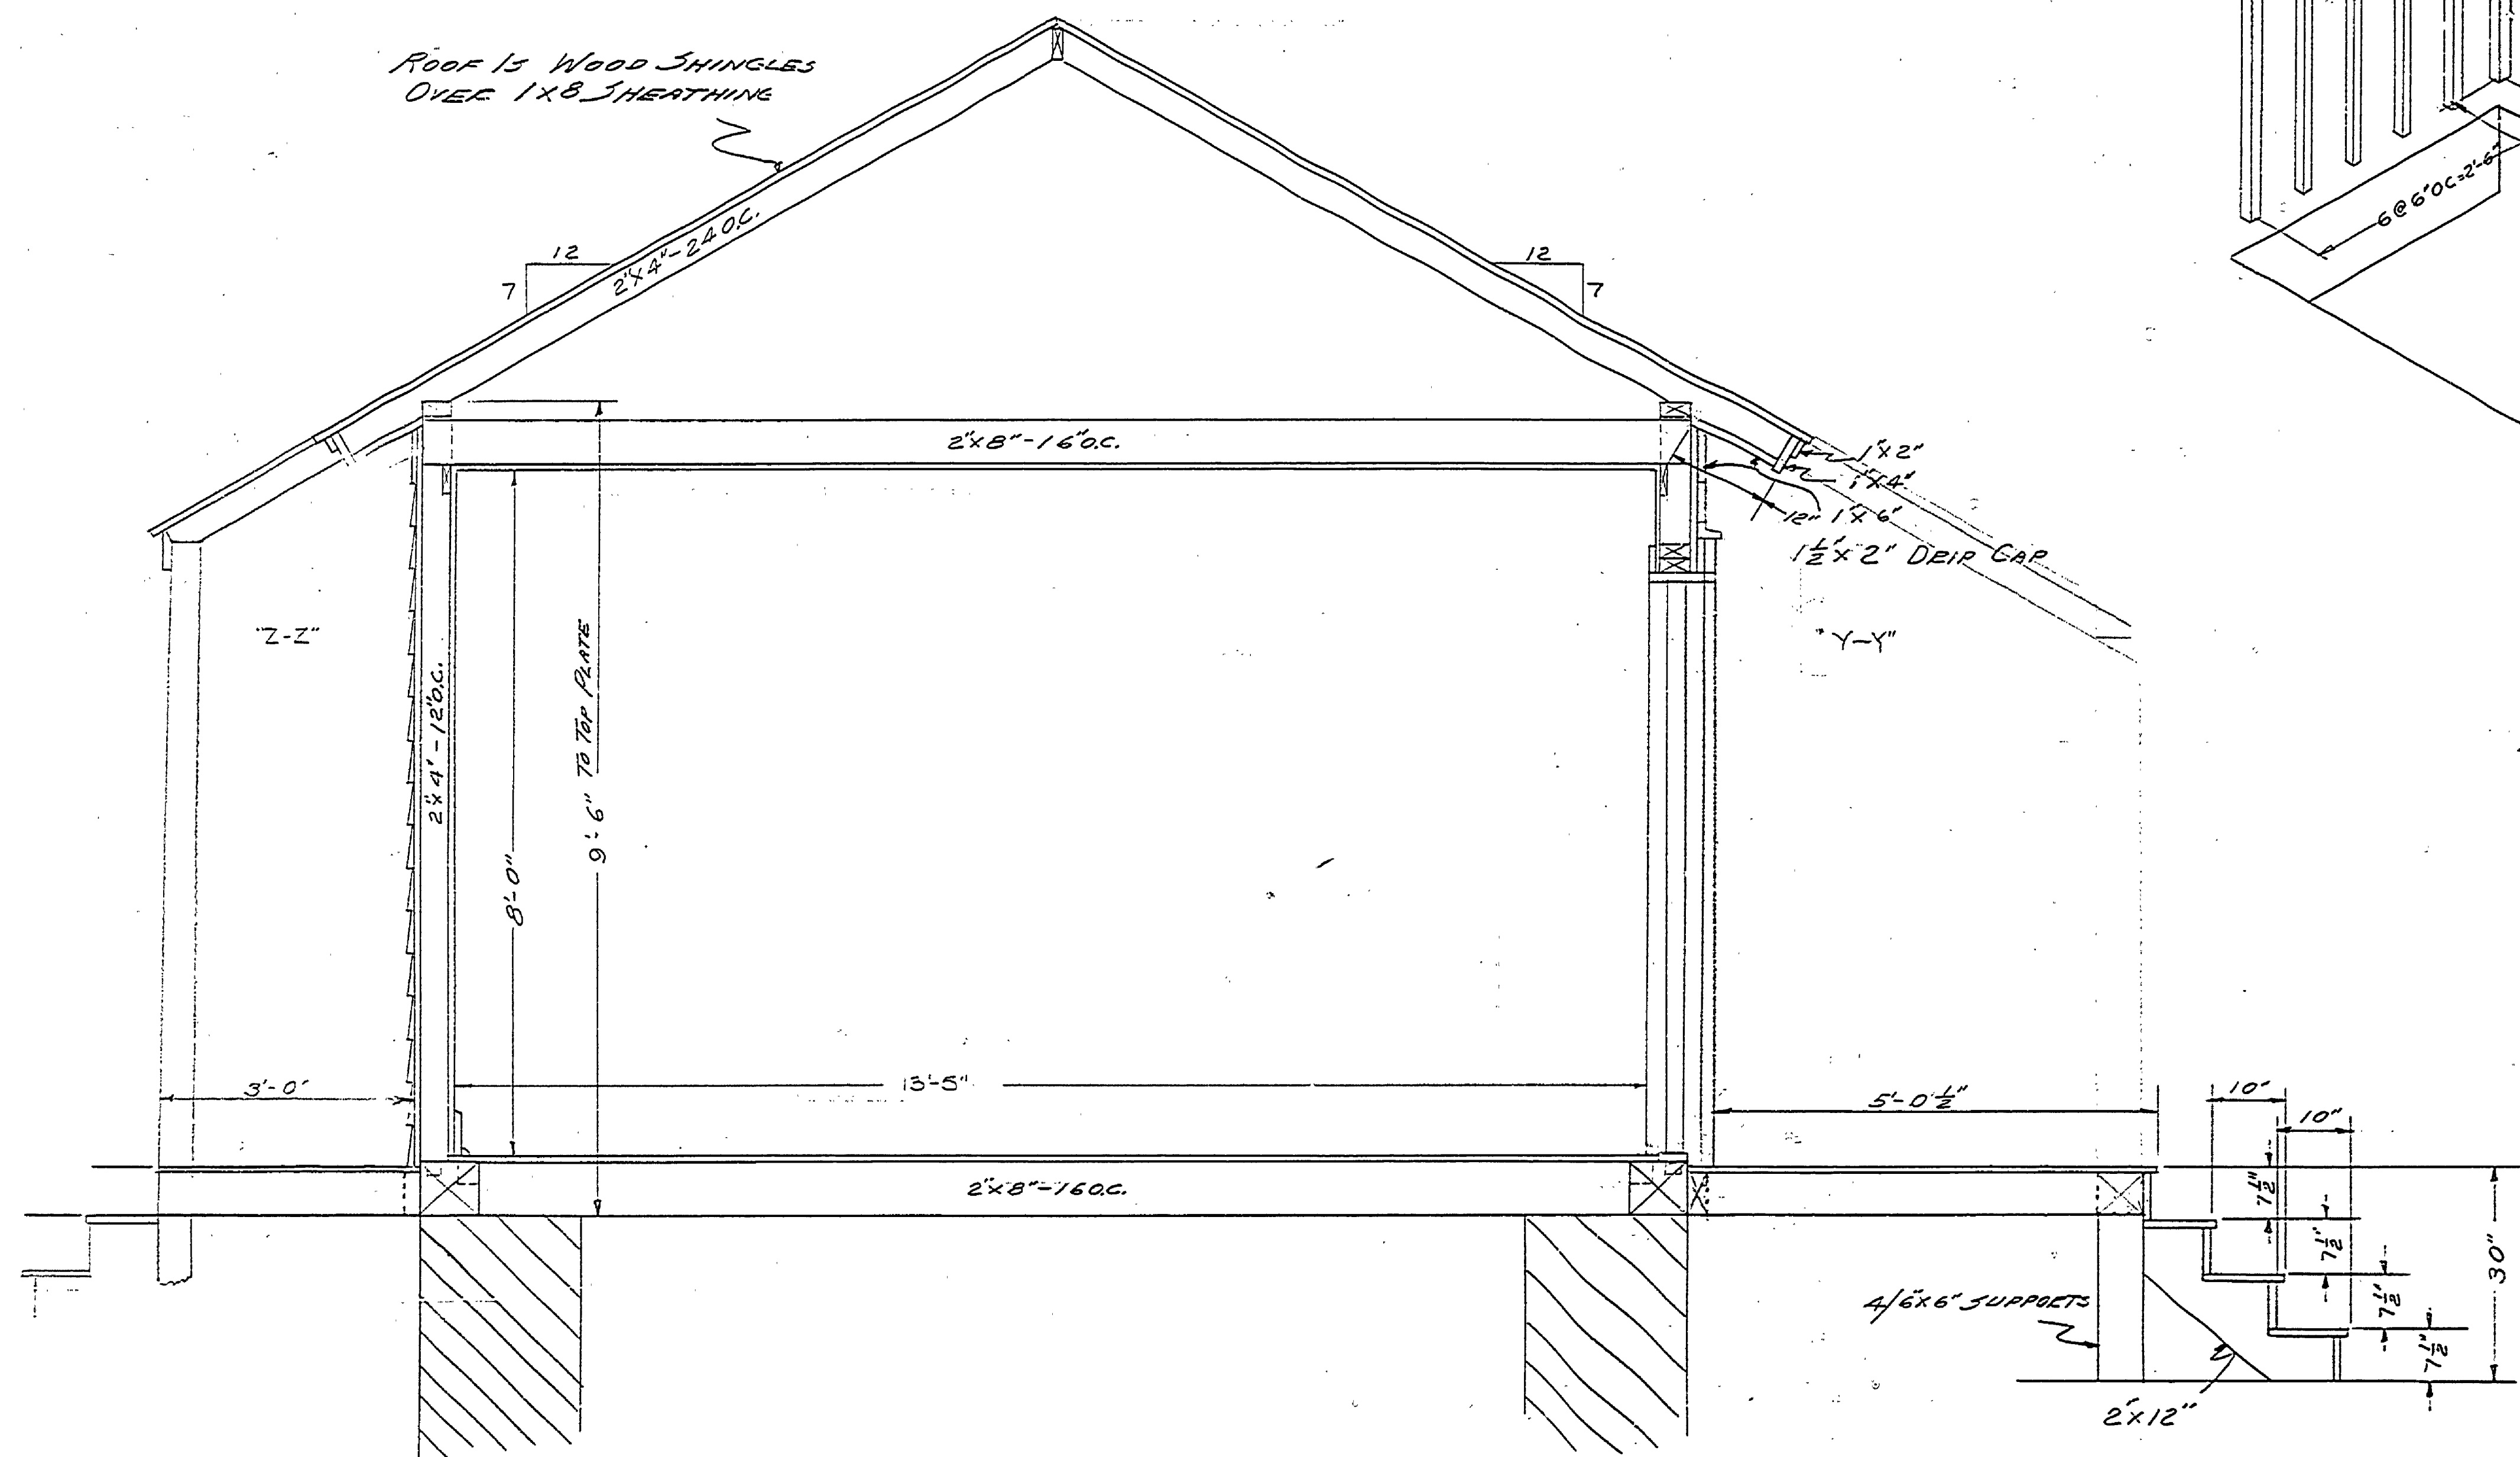 ROOF IS WOOD SHINGLES
OVER 1X8 SHEATHING
6@6"OC=2'-6"
12
7
2"X4"-24O.C.
12
7
2"X8"-16"O.C.
1"X2"
1"X4"
12"
1"X6"
1½"X2" DRIP CAP
"Z-Z"
"Y-Y"
2"X4'-12"O.C.
9'-6" TO TOP PLATE
8'-0"
3'-0'
13'-5"
5'-0½"
10"
10"
2"X8"-16O.C.
7½"
7½"
7½"
7½"
30"
4/6"X6" SUPPORTS
2"X12"